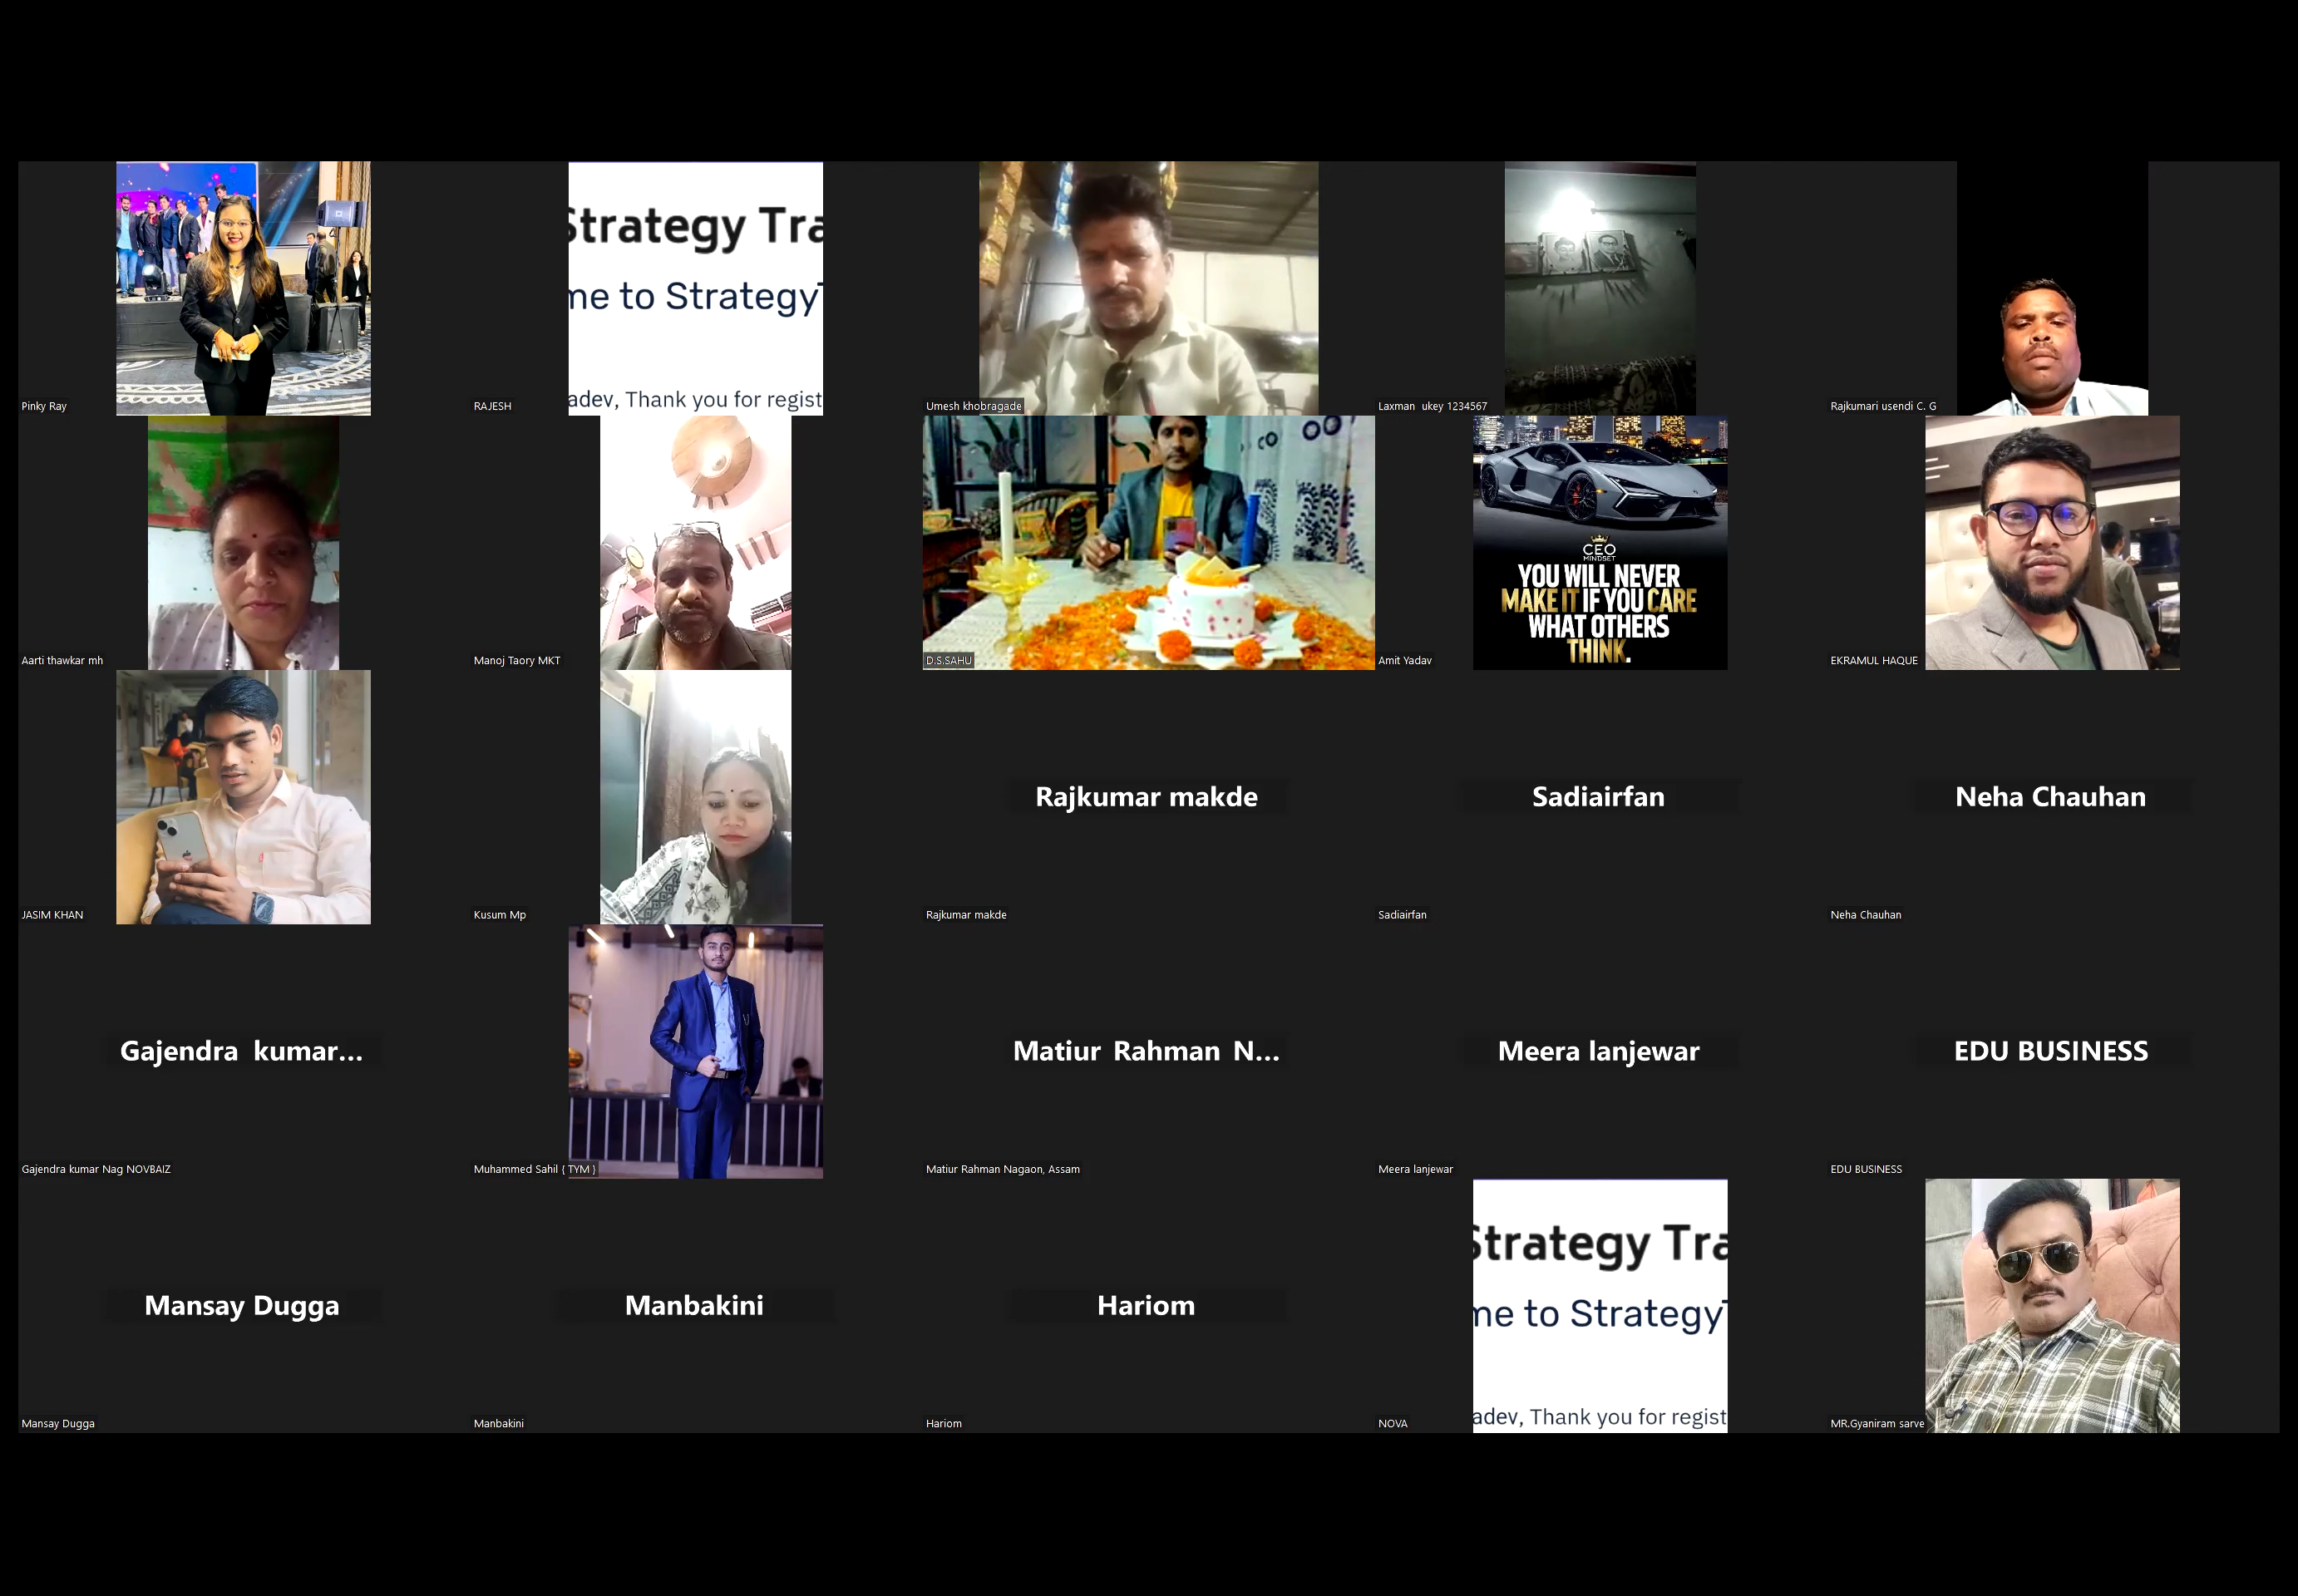 Strategy Tra
me to Strategy
adev, Thank you for regist
Pinky Ray
RAJESH
Umesh khobragade
Laxman ukey 1234567
Rajkumari usendi C. G
CEO
MINDSET
YOU WILL NEVER
MAKE IT IF YOU CARE
WHAT OTHERS
THINK.
Aarti thawkar mh
Manoj Taory MKT
D.S.SAHU
Amit Yadav
EKRAMUL HAQUE
Rajkumar makde
Sadiairfan
Neha Chauhan
JASIM KHAN
Kusum Mp
Rajkumar makde
Sadiairfan
Neha Chauhan
Gajendra kumar...
Matiur Rahman N...
Meera lanjewar
EDU BUSINESS
Gajendra kumar Nag NOVBAIZ
Muhammed Sahil { TYM }
Matiur Rahman Nagaon, Assam
Meera lanjewar
EDU BUSINESS
Mansay Dugga
Manbakini
Hariom
Strategy Tra
me to Strategy
adev, Thank you for regist
Mansay Dugga
Manbakini
Hariom
NOVA
MR.Gyaniram sarve